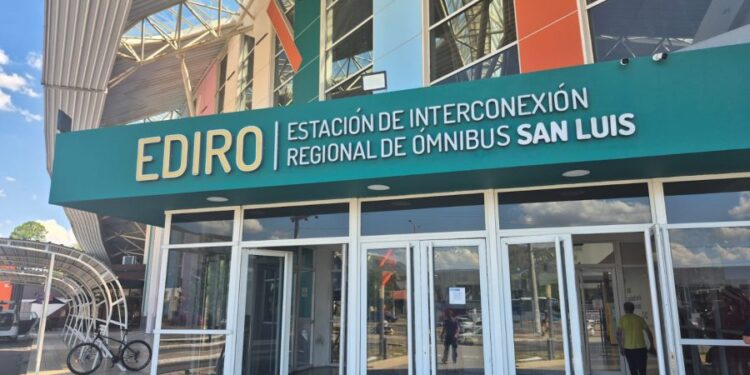 EDIRO
ESTACIÓN DE INTERCONEXIÓN
REGIONAL DE ÓMNIBUS SAN LUIS